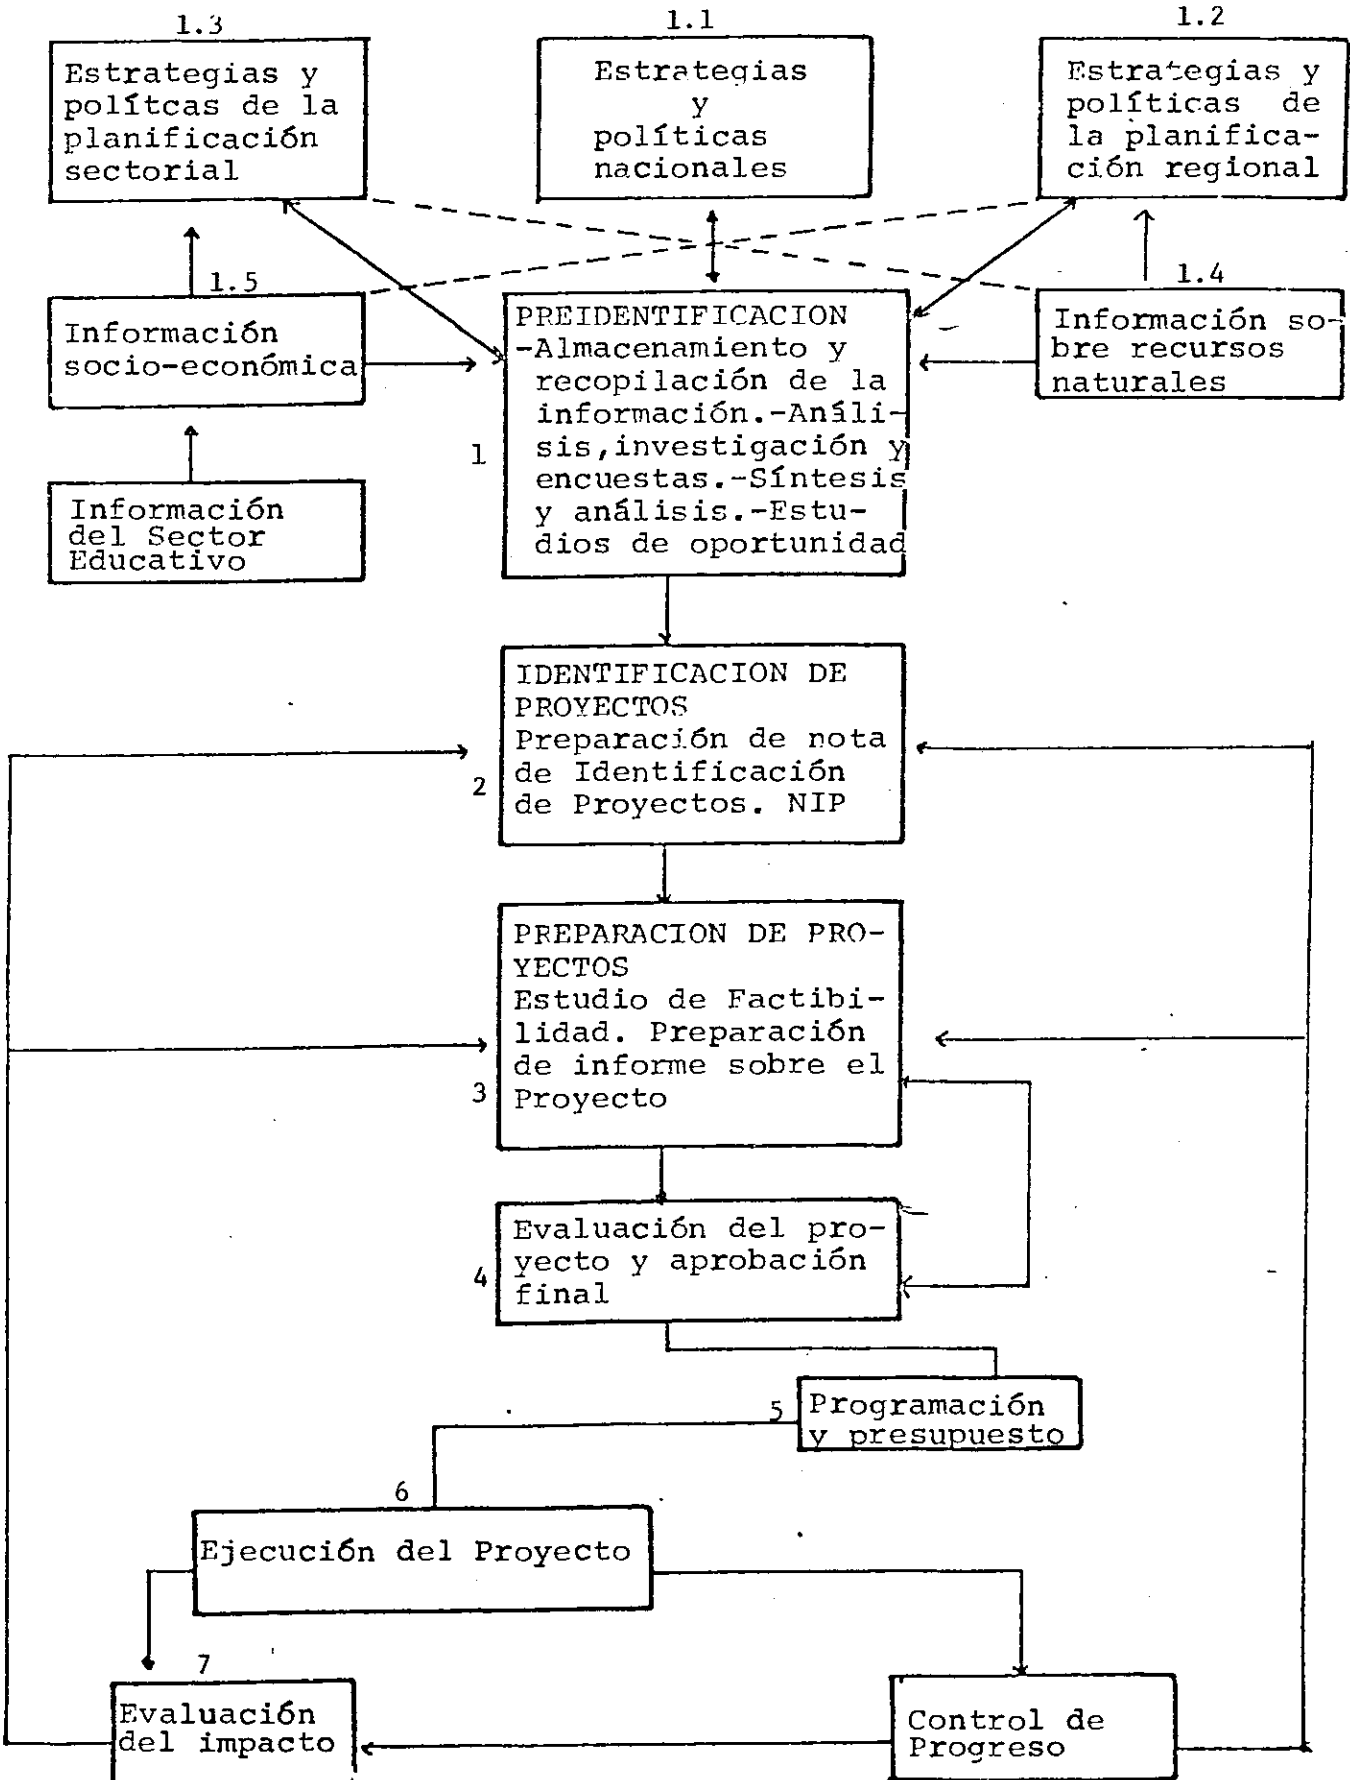 1.3
Estrategias y
polítcas de la
planificación
sectorial
1.1
Estrategias
y
políticas
nacionales
1.2
Estrategias y
políticas de
la planifica-
ción regional
1.5
Información
socio-económica
1
PREIDENTIFICACION
-Almacenamiento y
recopilación de la
información.-Análi-
sis,investigación y
encuestas.-Síntesis
y análisis.-Estu-
dios de oportunidad
1.4
Información so-
bre recursos
naturales
Información
del Sector
Educativo
2
IDENTIFICACION DE
PROYECTOS
Preparación de nota
de Identificación
de Proyectos. NIP
3
PREPARACION DE PRO-
YECTOS
Estudio de Factibi-
lidad. Preparación
de informe sobre el
Proyecto
4
Evaluación del pro-
yecto y aprobación
final
5
Programación
y presupuesto
6
Ejecución del Proyecto
7
Evaluación
del impacto
Control de
Progreso